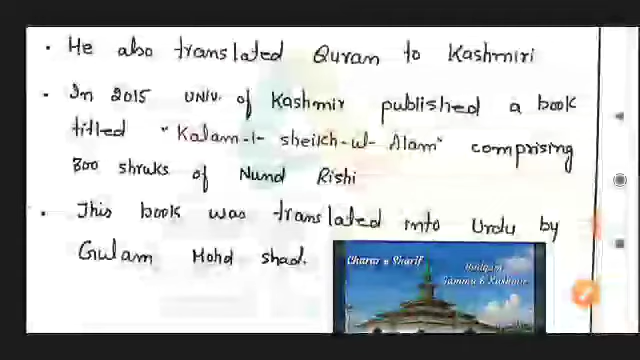 • He also translated Quran to Kashmiri
• In 2015 UNIV. of Kashmir published a book
titled "Kalam-I-sheikh-ul-Alam" comprising
300 shruks of Nund Rishi
• This book was translated into Urdu by
Gulam Mohd shad.
Charar e Sharif
Budgam
Jammu & Kashmir